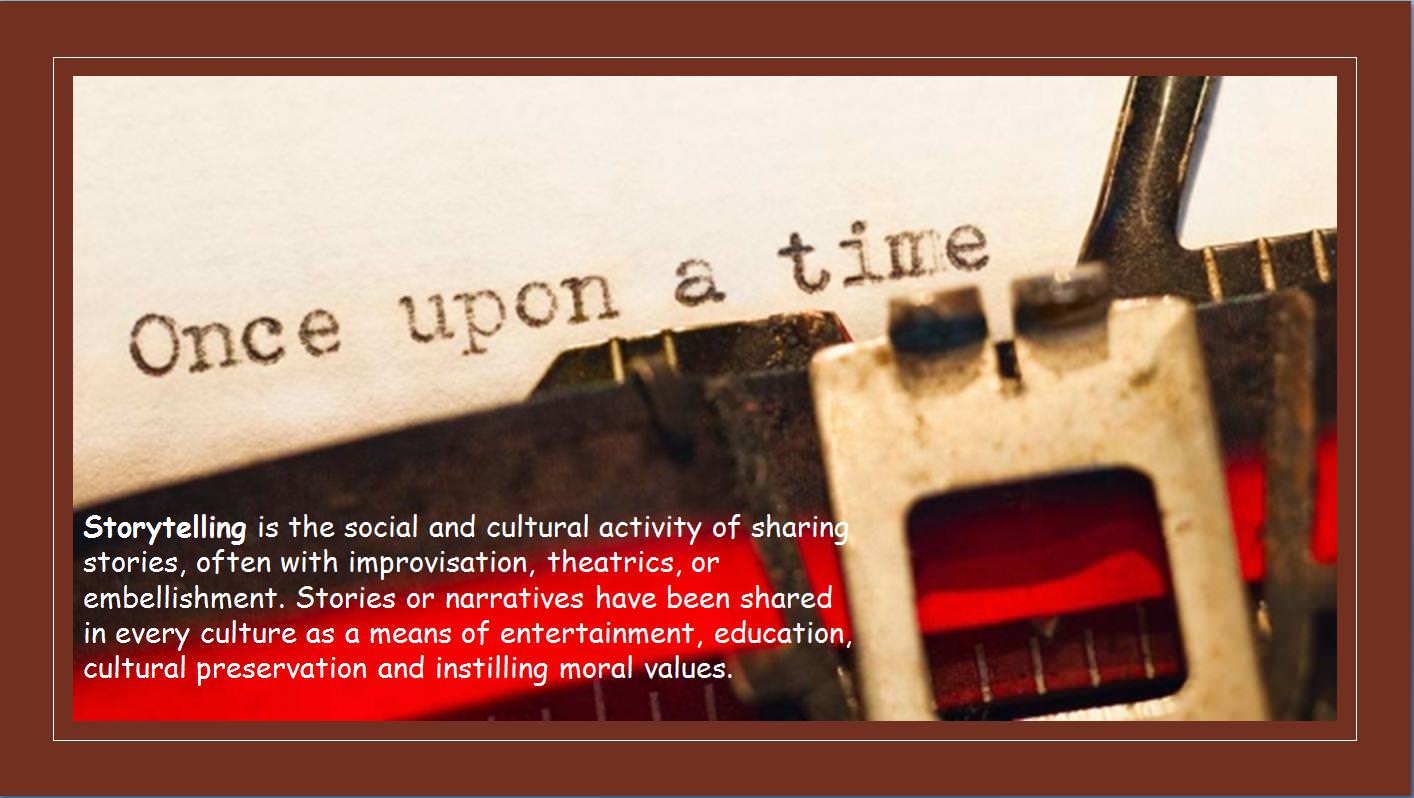 Once upon a time
Storytelling is the social and cultural activity of sharing
stories, often with improvisation, theatrics, or
embellishment. Stories or narratives have been shared
in every culture as a means of entertainment, education,
cultural preservation and instilling moral values.